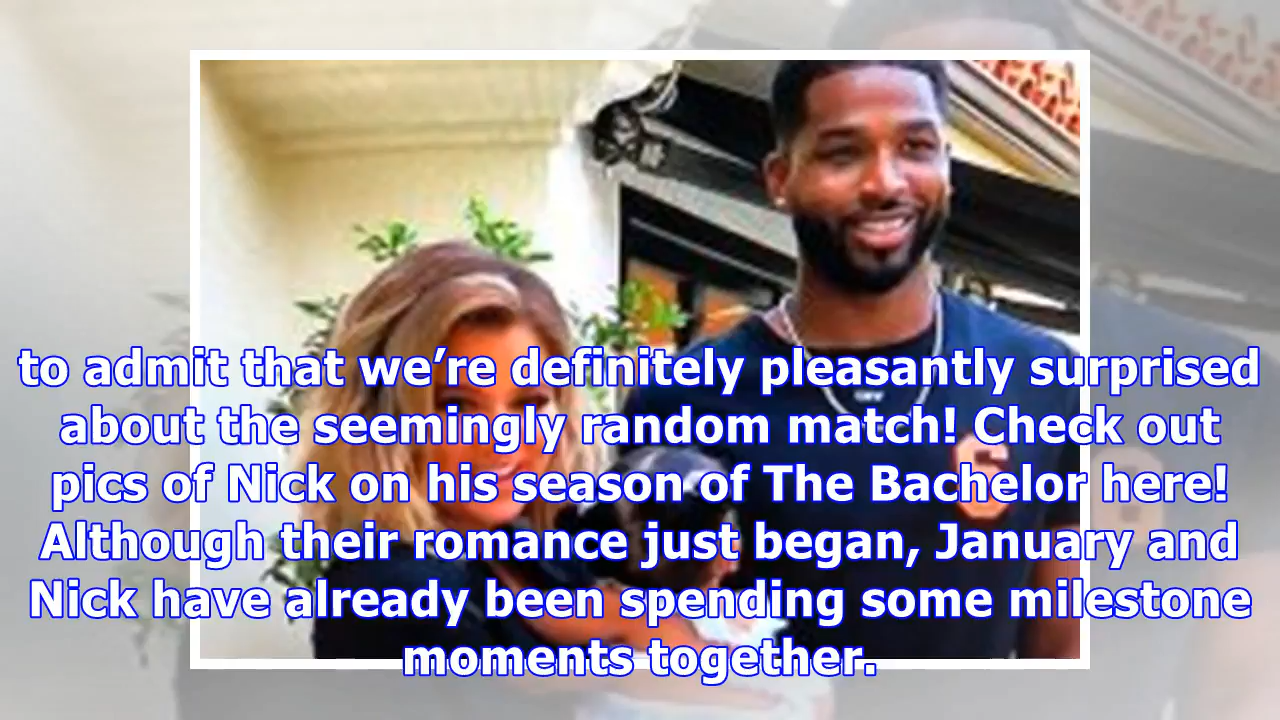 to admit that we’re definitely pleasantly surprised
about the seemingly random match! Check out
pics of Nick on his season of The Bachelor here!
Although their romance just began, January and
Nick have already been spending some milestone
moments together.